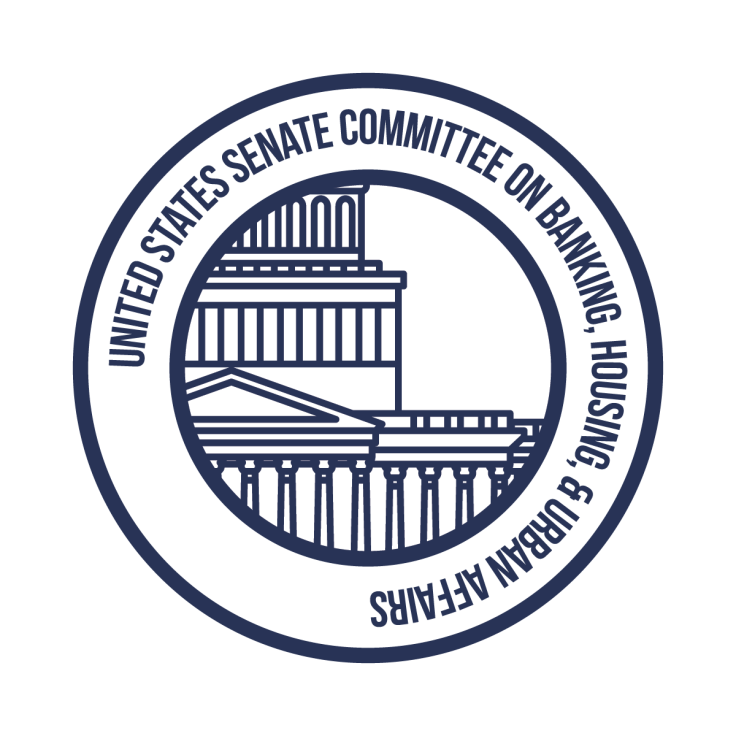 UNITED STATES SENATE COMMITTEE ON BANKING, HOUSING, & URBAN AFFAIRS